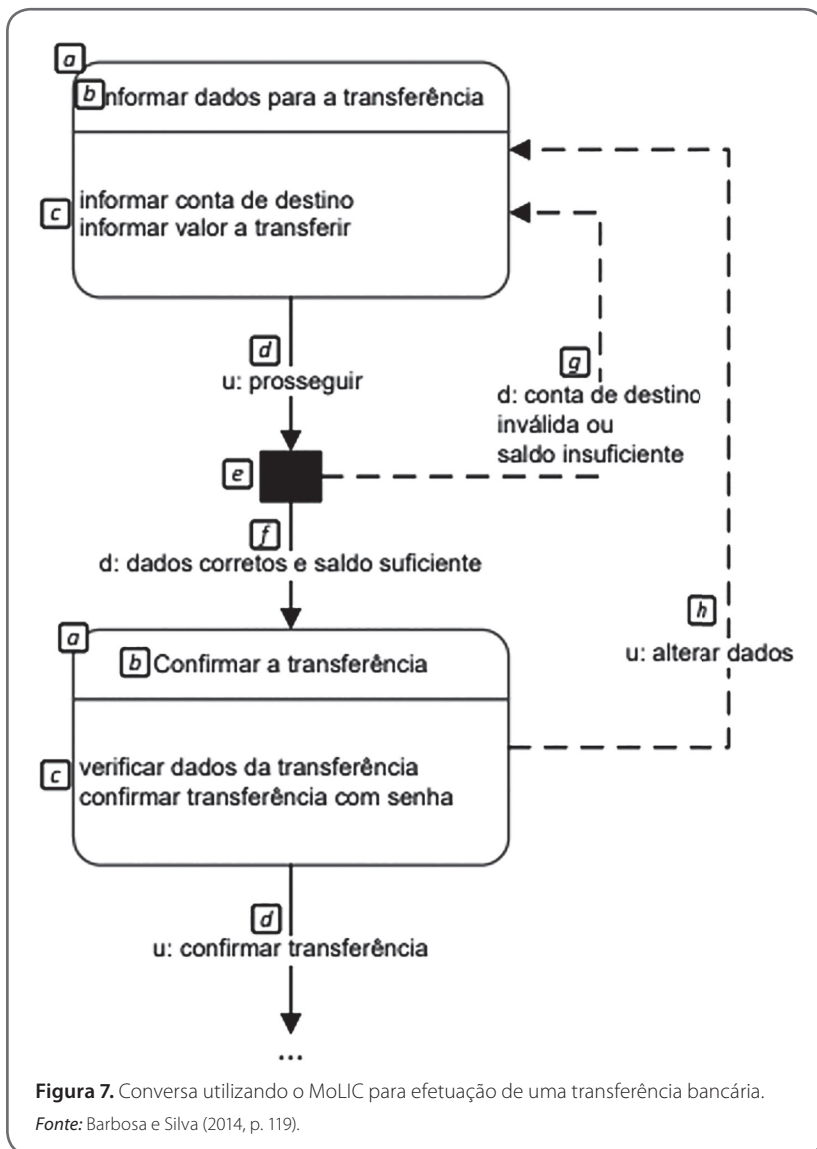 a
b nformar dados para a transferência
c informar conta de destino
informar valor a transferir
d
u: prosseguir
g
d: conta de destino
inválida ou
saldo insuficiente
e
f
d: dados corretos e saldo suficiente
h
u: alterar dados
a
b Confirmar a transferência
c verificar dados da transferência
confirmar transferência com senha
d
u: confirmar transferência
...
Figura 7. Conversa utilizando o MoLIC para efetuação de uma transferência bancária.
Fonte: Barbosa e Silva (2014, p. 119).